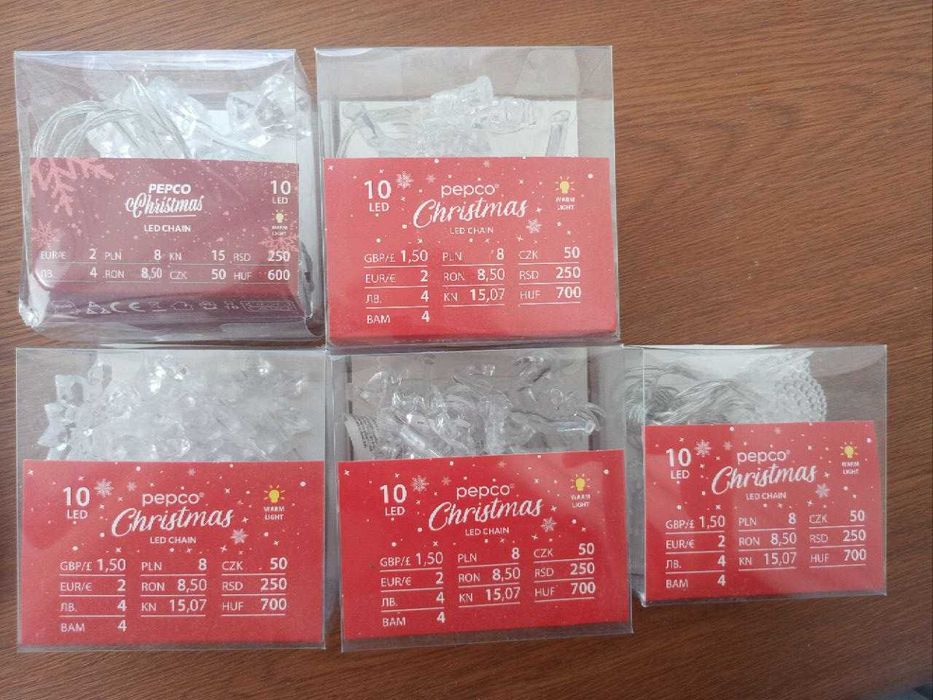 PEPCO
Christmas
LED CHAIN
10
LED
WARM
LIGHT
EUR/€ 2 PLN 8 KN 15 RSD 250
ЛВ. 4 RON 8,50 CZK 50 HUF 600
CE
10
LED
pepco®
Christmas
LED CHAIN
WARM
LIGHT
GBP/£ 1,50 PLN 8 CZK 50
EUR/€ 2 RON 8,50 RSD 250
ЛВ. 4 KN 15,07 HUF 700
BAM 4
10
LED
pepco®
Christmas
LED CHAIN
WARM
LIGHT
GBP/£ 1,50 PLN 8 CZK 50
EUR/€ 2 RON 8,50 RSD 250
ЛВ. 4 KN 15,07 HUF 700
BAM 4
10
LED
pepco®
Christmas
LED CHAIN
WARM
LIGHT
GBP/£ 1,50 PLN 8 CZK 50
EUR/€ 2 RON 8,50 RSD 250
ЛВ. 4 KN 15,07 HUF 700
BAM 4
10
LED
pepco®
Christmas
LED CHAIN
WARM
LIGHT
GBP/£ 1,50 PLN 8 CZK 50
EUR/€ 2 RON 8,50 RSD 250
ЛВ. 4 KN 15,07 HUF 700
BAM 4